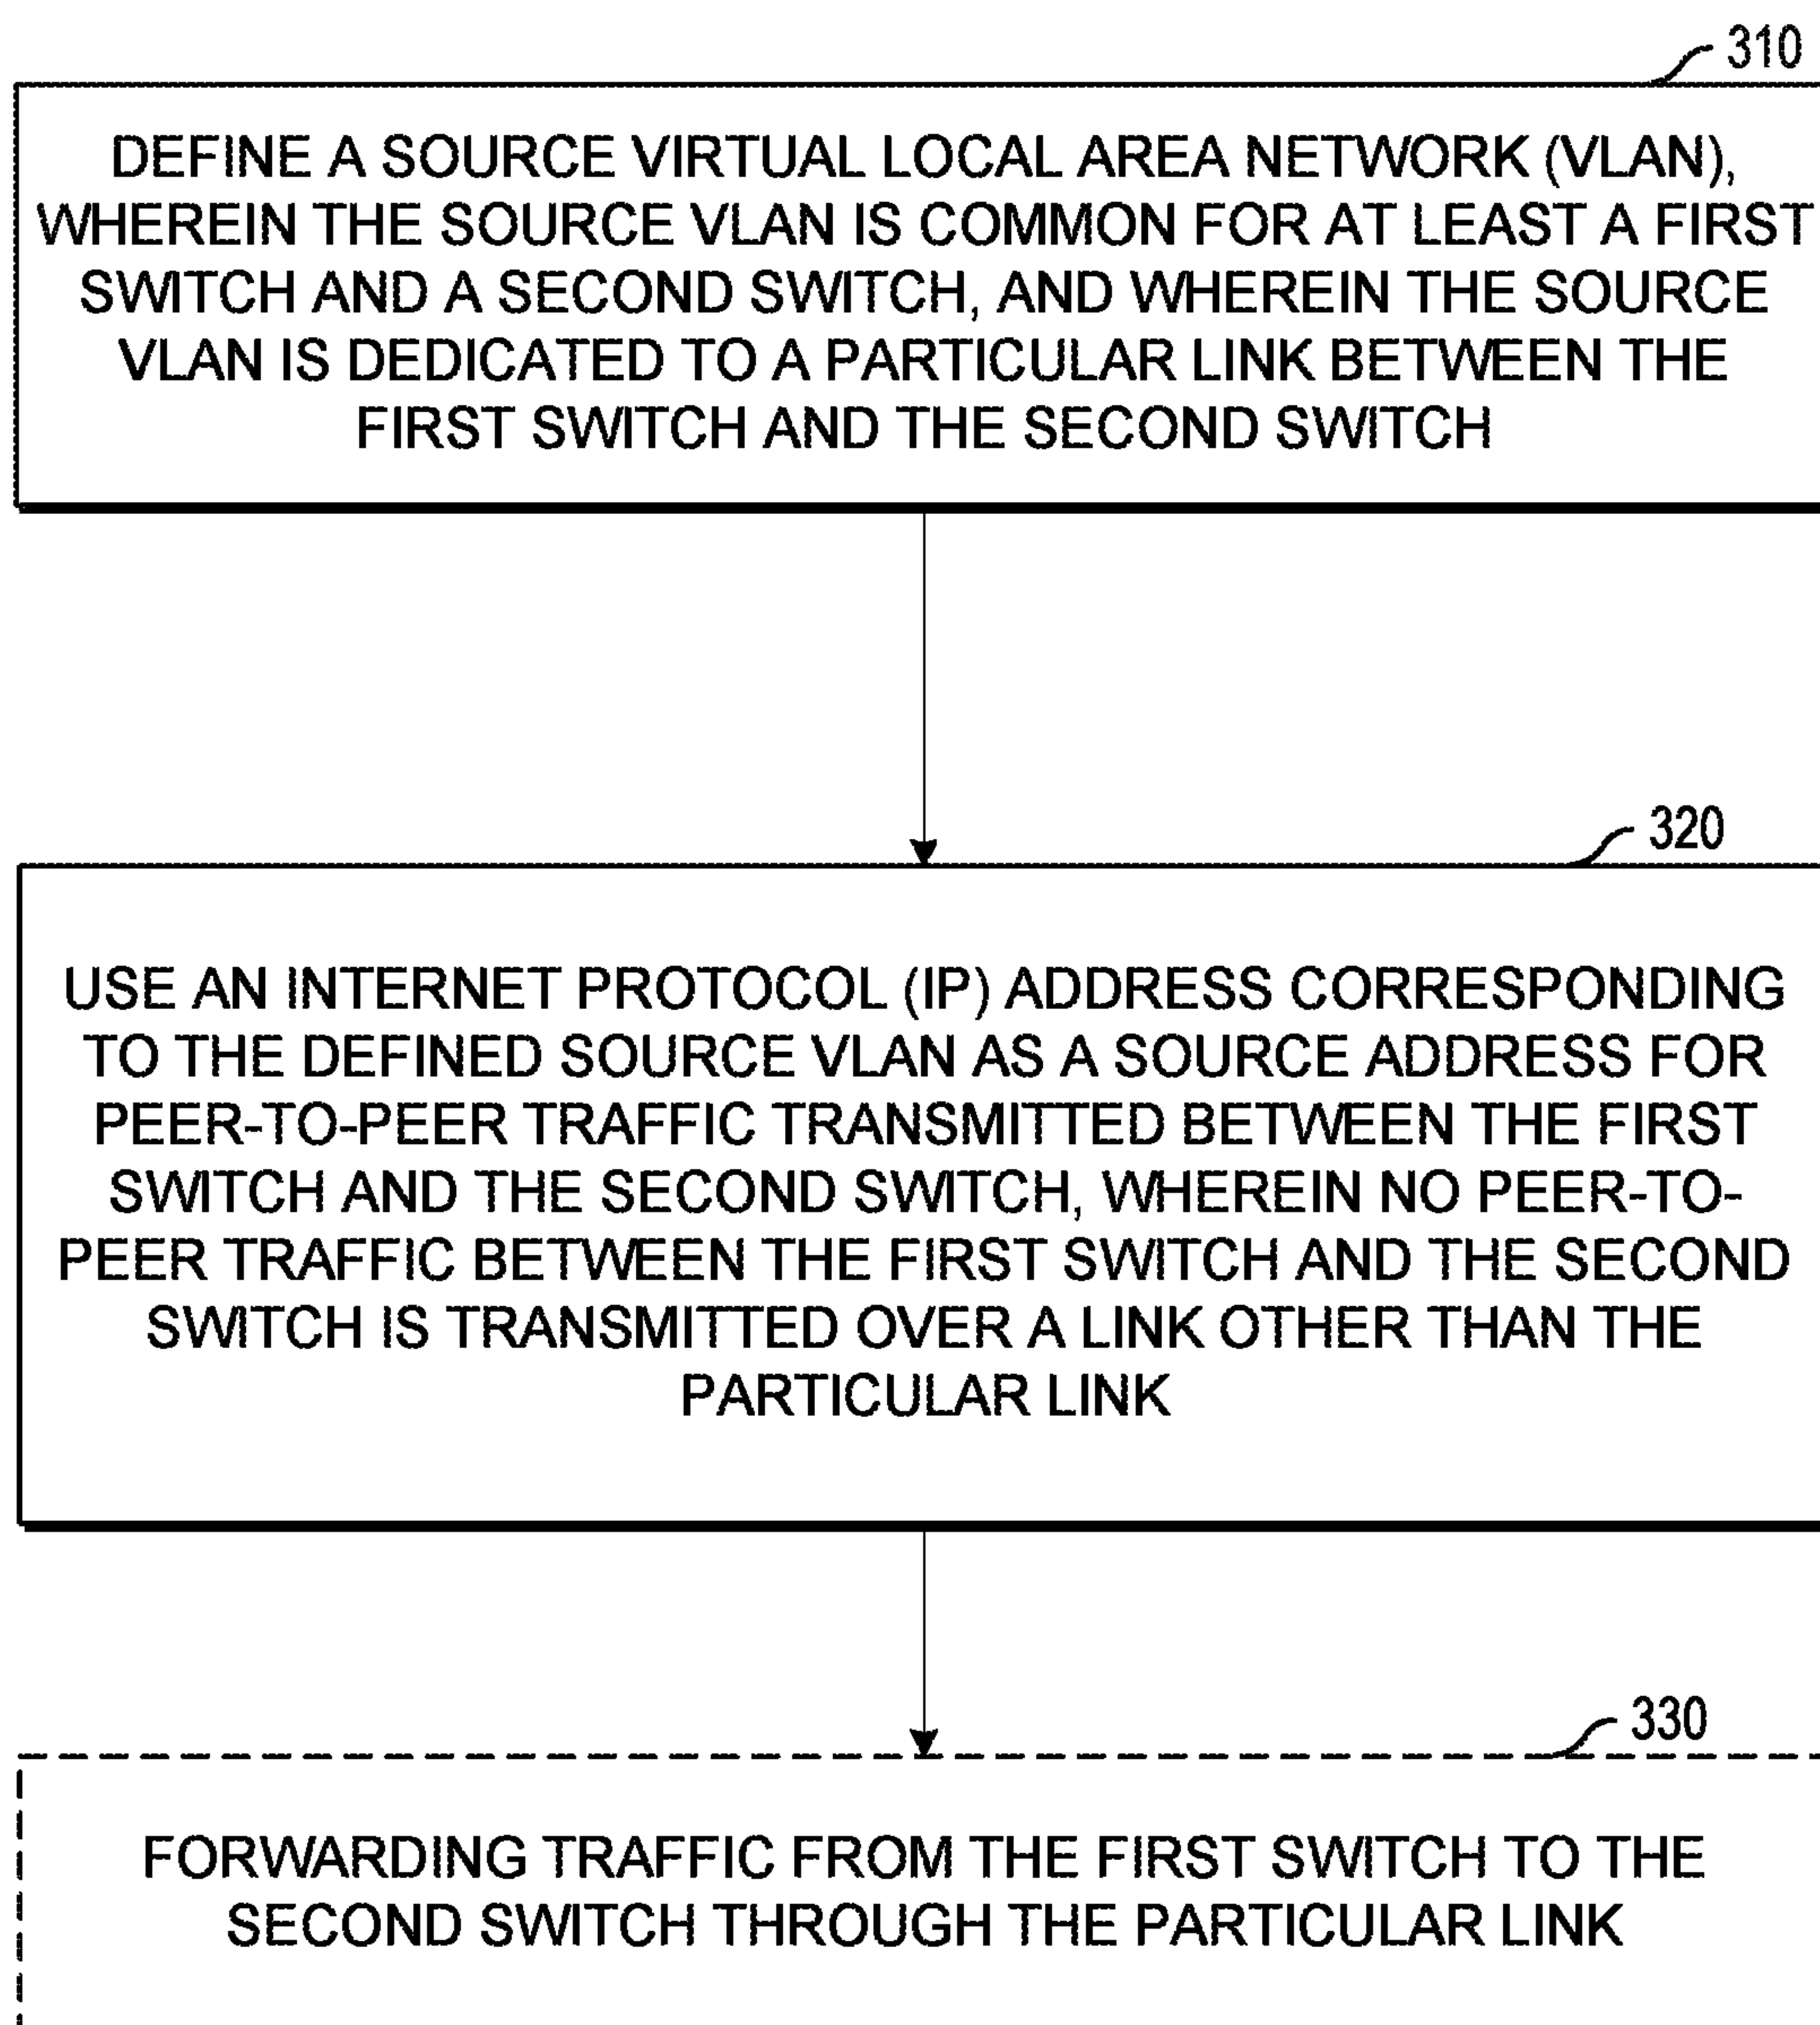 310
DEFINE A SOURCE VIRTUAL LOCAL AREA NETWORK (VLAN),
WHEREIN THE SOURCE VLAN IS COMMON FOR AT LEAST A FIRST
SWITCH AND A SECOND SWITCH, AND WHEREIN THE SOURCE
VLAN IS DEDICATED TO A PARTICULAR LINK BETWEEN THE
FIRST SWITCH AND THE SECOND SWITCH
320
USE AN INTERNET PROTOCOL (IP) ADDRESS CORRESPONDING
TO THE DEFINED SOURCE VLAN AS A SOURCE ADDRESS FOR
PEER-TO-PEER TRAFFIC TRANSMITTED BETWEEN THE FIRST
SWITCH AND THE SECOND SWITCH, WHEREIN NO PEER-TO-
PEER TRAFFIC BETWEEN THE FIRST SWITCH AND THE SECOND
SWITCH IS TRANSMITTED OVER A LINK OTHER THAN THE
PARTICULAR LINK
330
FORWARDING TRAFFIC FROM THE FIRST SWITCH TO THE
SECOND SWITCH THROUGH THE PARTICULAR LINK